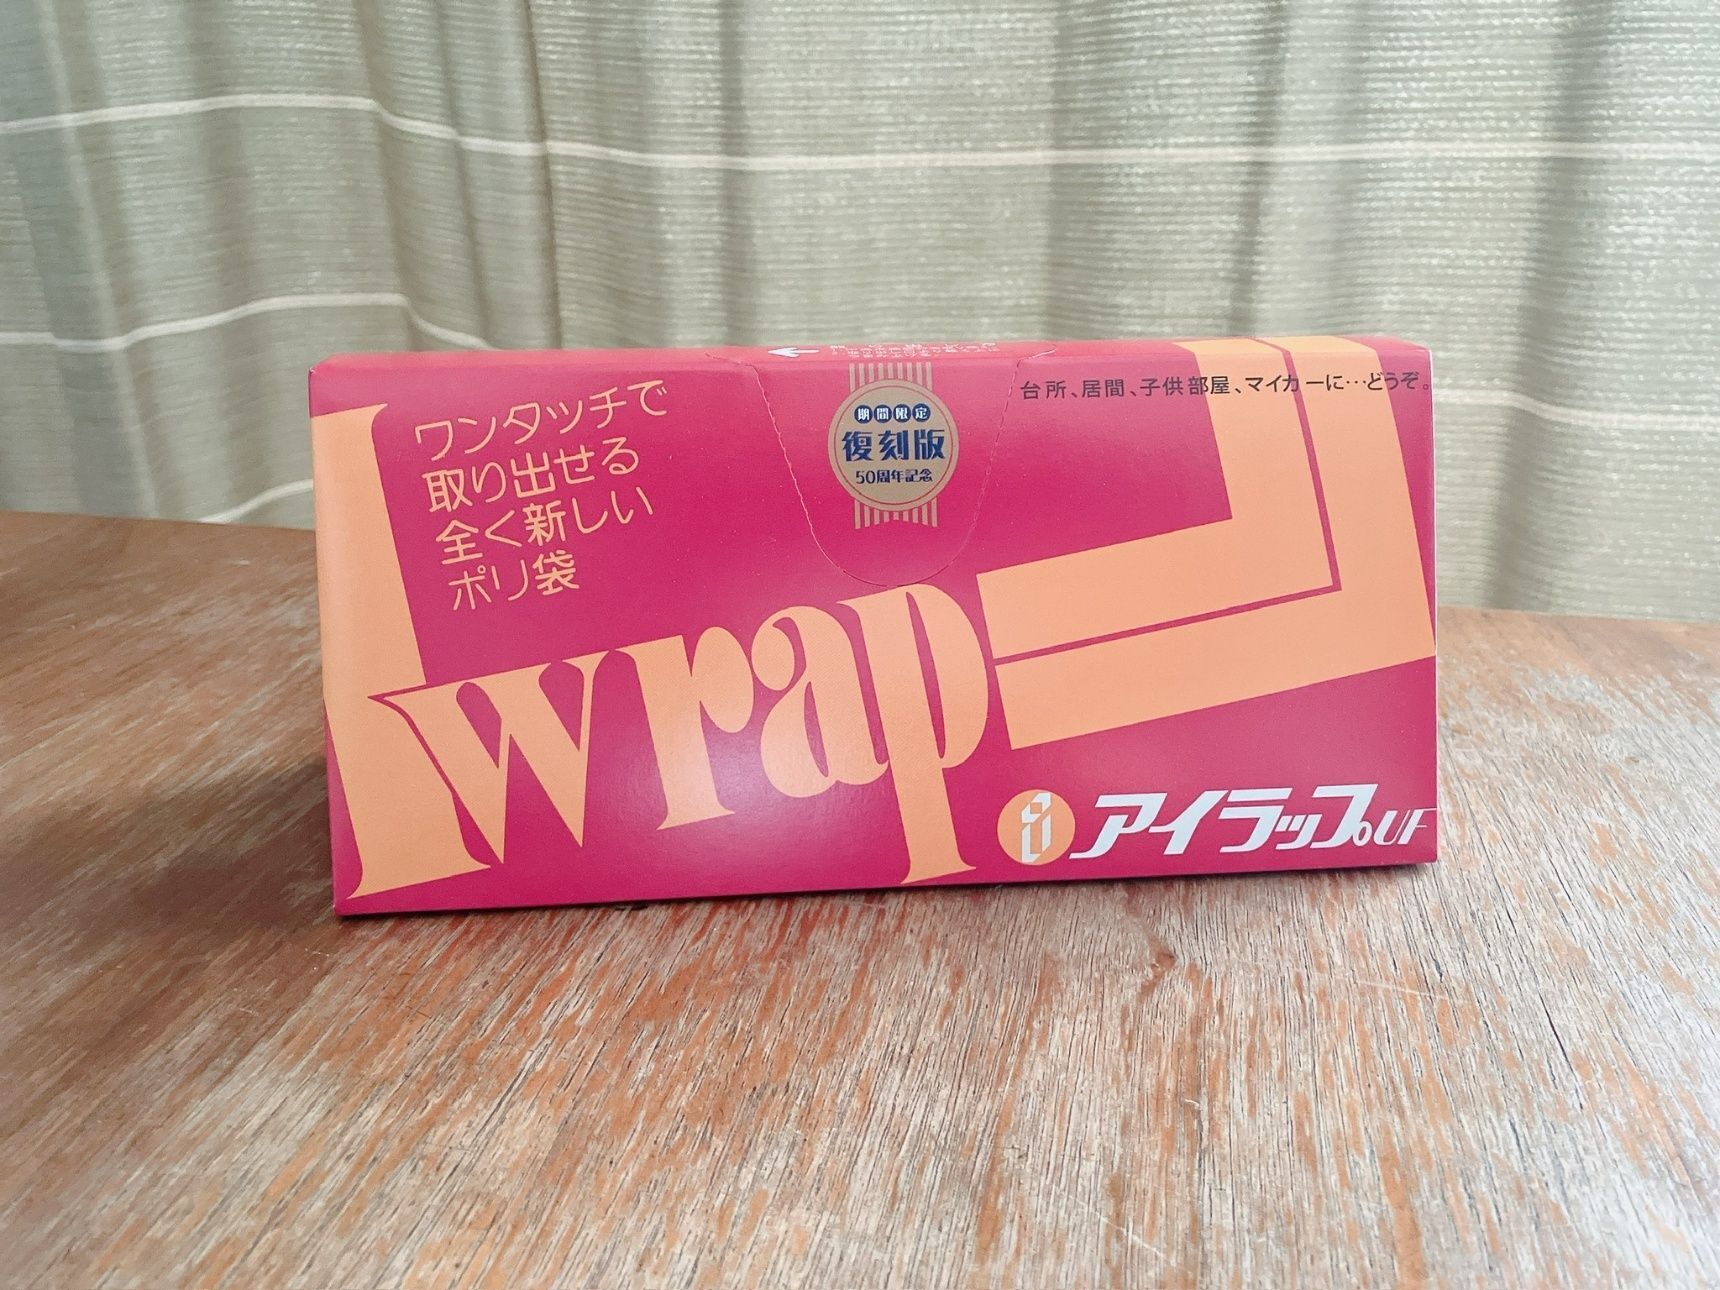 ワンタッチで
取り出せる
全く新しい
ポリ袋
期間限定
復刻版
50周年記念
台所、居間、子供部屋、マイカーに…どうぞ。
I wrap
アイラップUF